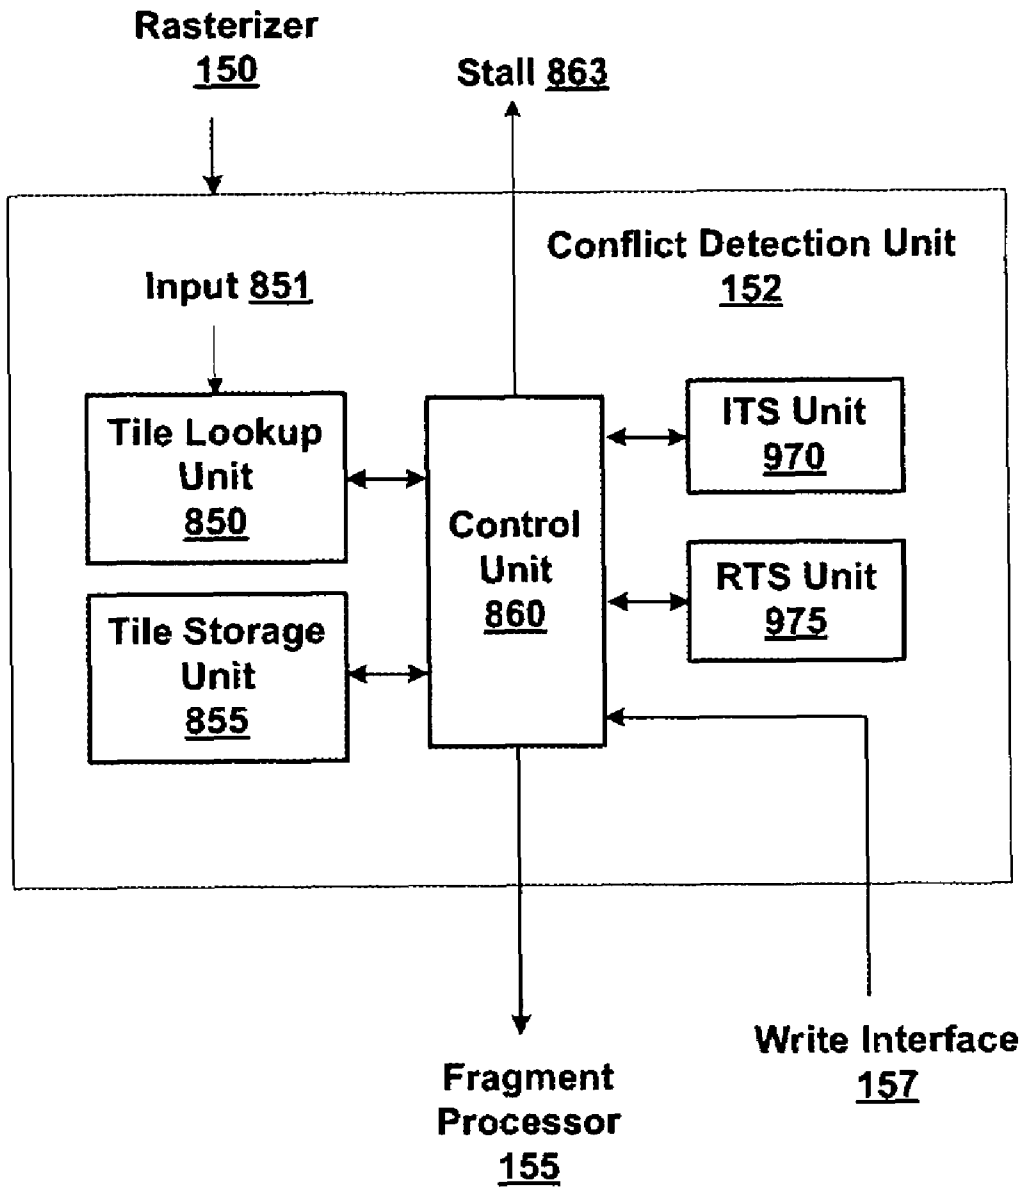 Rasterizer
150
Stall 863
Conflict Detection Unit
152
Input 851
Tile Lookup
Unit
850
Control
Unit
860
ITS Unit
970
RTS Unit
975
Tile Storage
Unit
855
Write Interface
157
Fragment
Processor
155